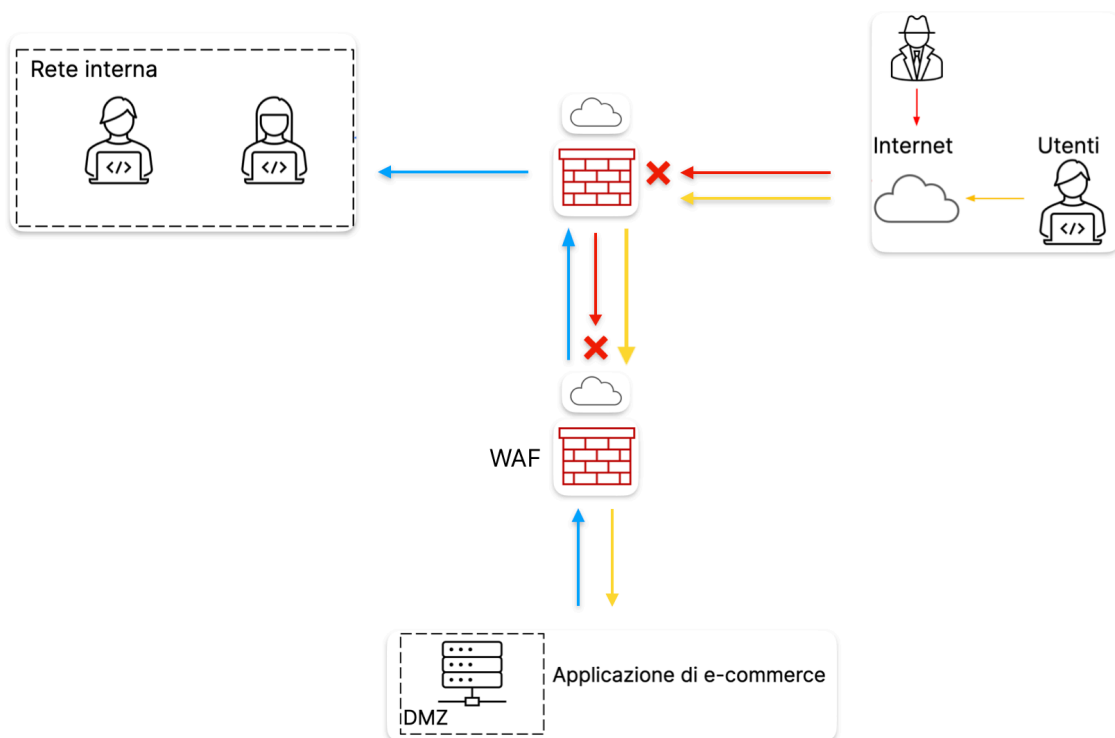 Rete interna
</>
</>
Internet
Utenti
</>
WAF
Applicazione di e-commerce
DMZ